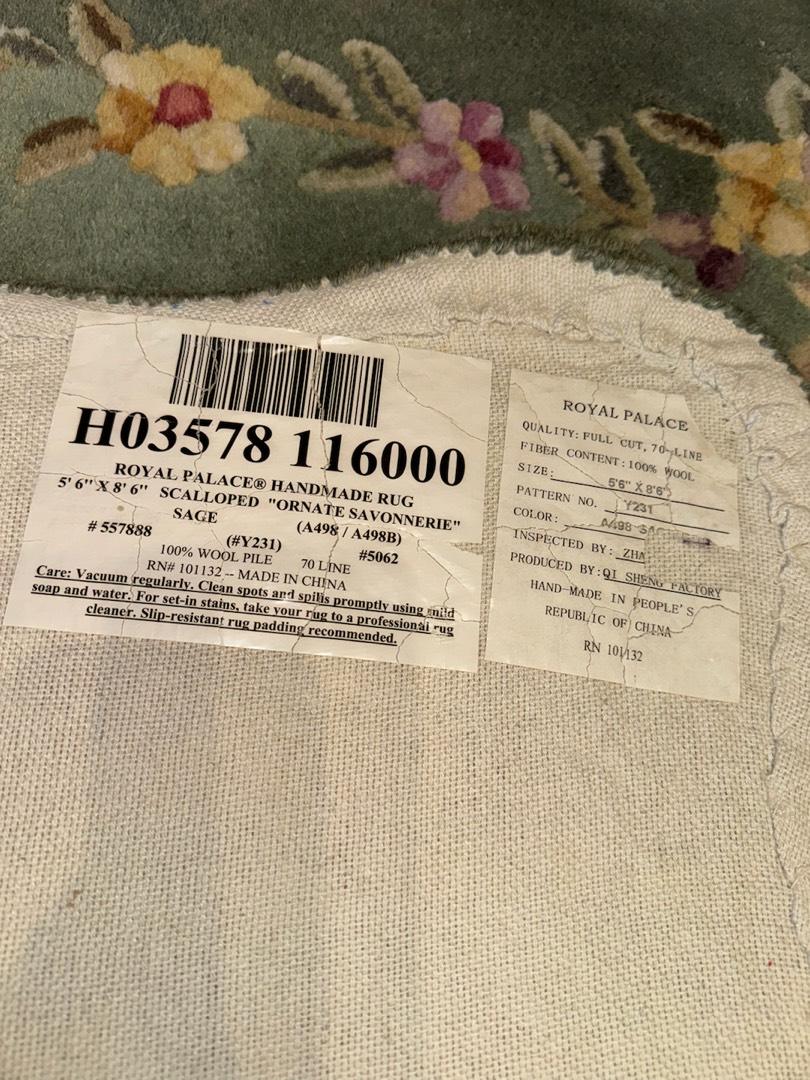 H03578 116000
ROYAL PALACE® HANDMADE RUG
5' 6" X 8' 6" SCALLOPED "ORNATE SAVONNERIE"
SAGE (A498 / A498B)
# 557888 (#Y231) #5062
100% WOOL PILE 70 LINE
RN# 101132 -- MADE IN CHINA
Care: Vacuum regularly. Clean spots and spills promptly using mild
soap and water. For set-in stains, take your rug to a professional rug
cleaner. Slip-resistant rug padding recommended.
ROYAL PALACE
QUALITY: FULL CUT, 70-LINE
FIBER CONTENT: 100% WOOL
SIZE: 5'6" X 8'6"
PATTERN NO. Y231
COLOR: A498
INSPECTED BY: ZHA
PRODUCED BY: QI SHENG FACTORY
HAND-MADE IN PEOPLE'S
REPUBLIC OF CHINA
RN 101132